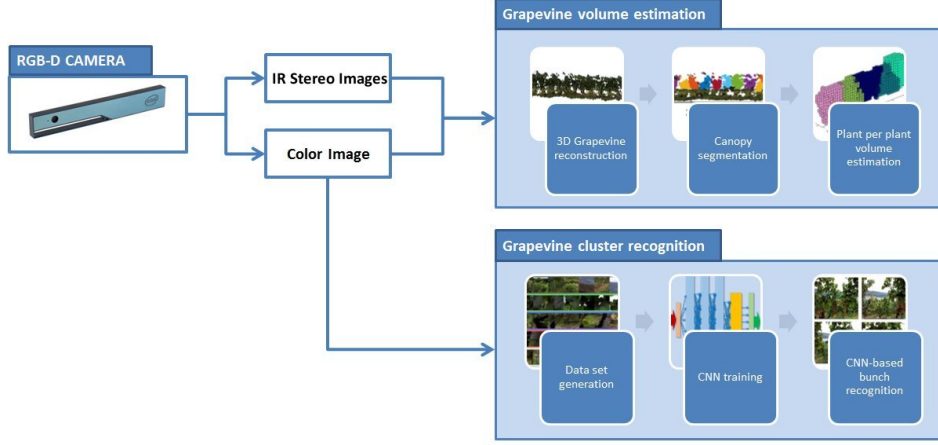 Grapevine volume estimation
RGB-D CAMERA
IR Stereo Images
Color Image
3D Grapevine
reconstruction
Canopy
segmentation
Plant per plant
volume
estimation
Grapevine cluster recognition
Data set
generation
CNN training
CNN-based
bunch
recognition